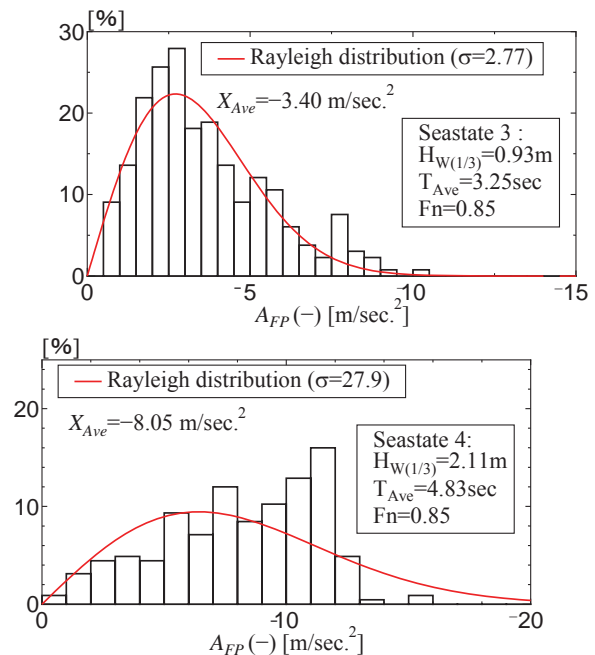 [%]
30
20
10
0
Rayleigh distribution (σ=2.77)
X_Ave=−3.40 m/sec.²
Seastate 3 :
H_W(1/3)=0.93m
T_Ave=3.25sec
Fn=0.85
0 −5 −10 −15
A_FP(−) [m/sec.²]
[%]
20
10
0
Rayleigh distribution (σ=27.9)
X_Ave=−8.05 m/sec.²
Seastate 4:
H_W(1/3)=2.11m
T_Ave=4.83sec
Fn=0.85
0 −10 −20
A_FP(−) [m/sec.²]